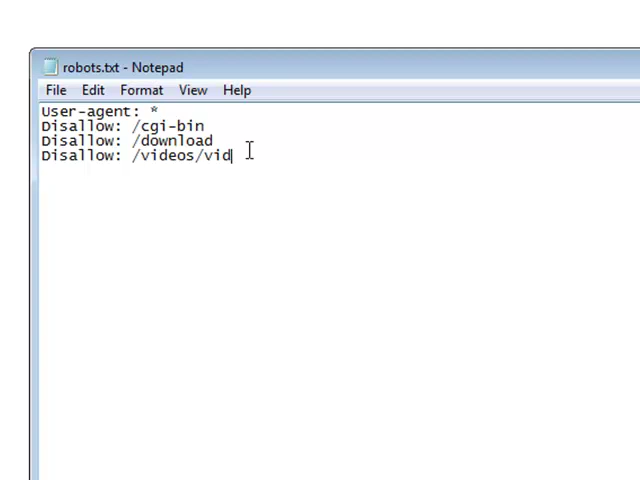 robots.txt - Notepad
File Edit Format View Help
User-agent: *
Disallow: /cgi-bin
Disallow: /download
Disallow: /videos/vid